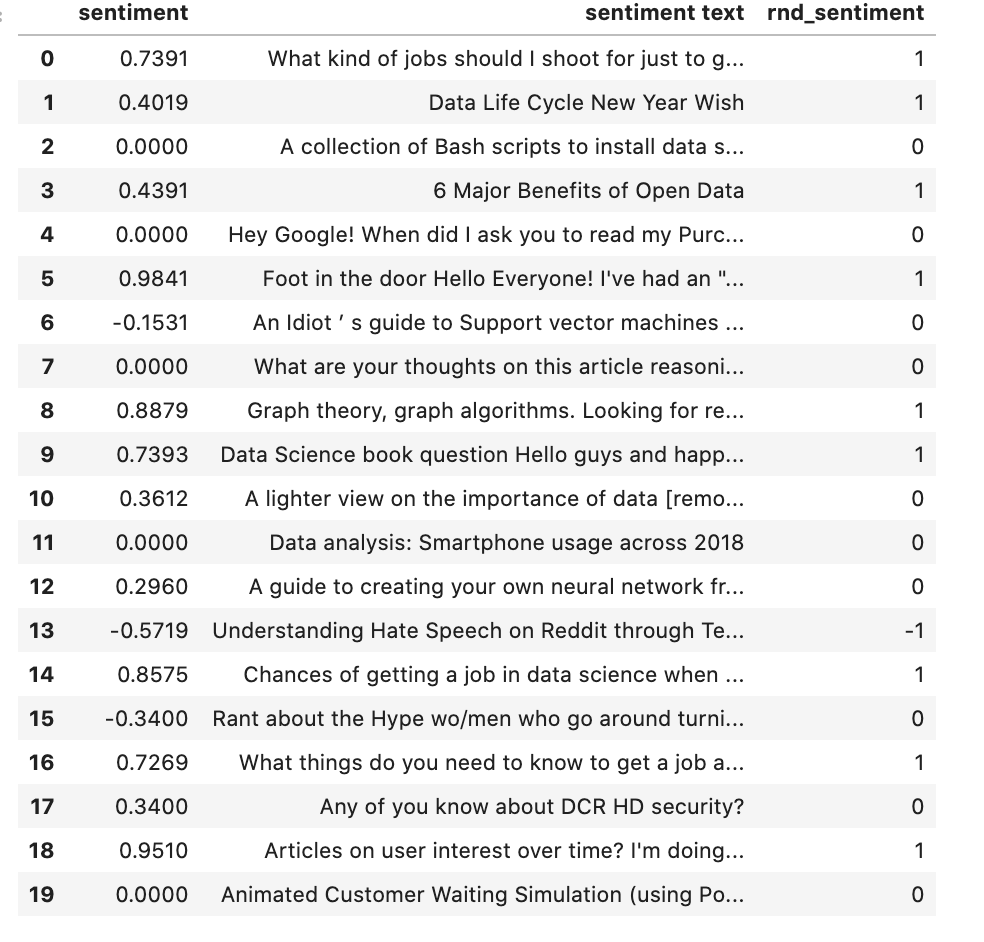 sentiment sentiment text rnd_sentiment
0 0.7391 What kind of jobs should I shoot for just to g... 1
1 0.4019 Data Life Cycle New Year Wish 1
2 0.0000 A collection of Bash scripts to install data s... 0
3 0.4391 6 Major Benefits of Open Data 1
4 0.0000 Hey Google! When did I ask you to read my Purc... 0
5 0.9841 Foot in the door Hello Everyone! I've had an "... 1
6 -0.1531 An Idiot ’ s guide to Support vector machines ... 0
7 0.0000 What are your thoughts on this article reasoni... 0
8 0.8879 Graph theory, graph algorithms. Looking for re... 1
9 0.7393 Data Science book question Hello guys and happ... 1
10 0.3612 A lighter view on the importance of data [remo... 0
11 0.0000 Data analysis: Smartphone usage across 2018 0
12 0.2960 A guide to creating your own neural network fr... 0
13 -0.5719 Understanding Hate Speech on Reddit through Te... -1
14 0.8575 Chances of getting a job in data science when ... 1
15 -0.3400 Rant about the Hype wo/men who go around turni... 0
16 0.7269 What things do you need to know to get a job a... 1
17 0.3400 Any of you know about DCR HD security? 0
18 0.9510 Articles on user interest over time? I'm doing... 1
19 0.0000 Animated Customer Waiting Simulation (using Po... 0